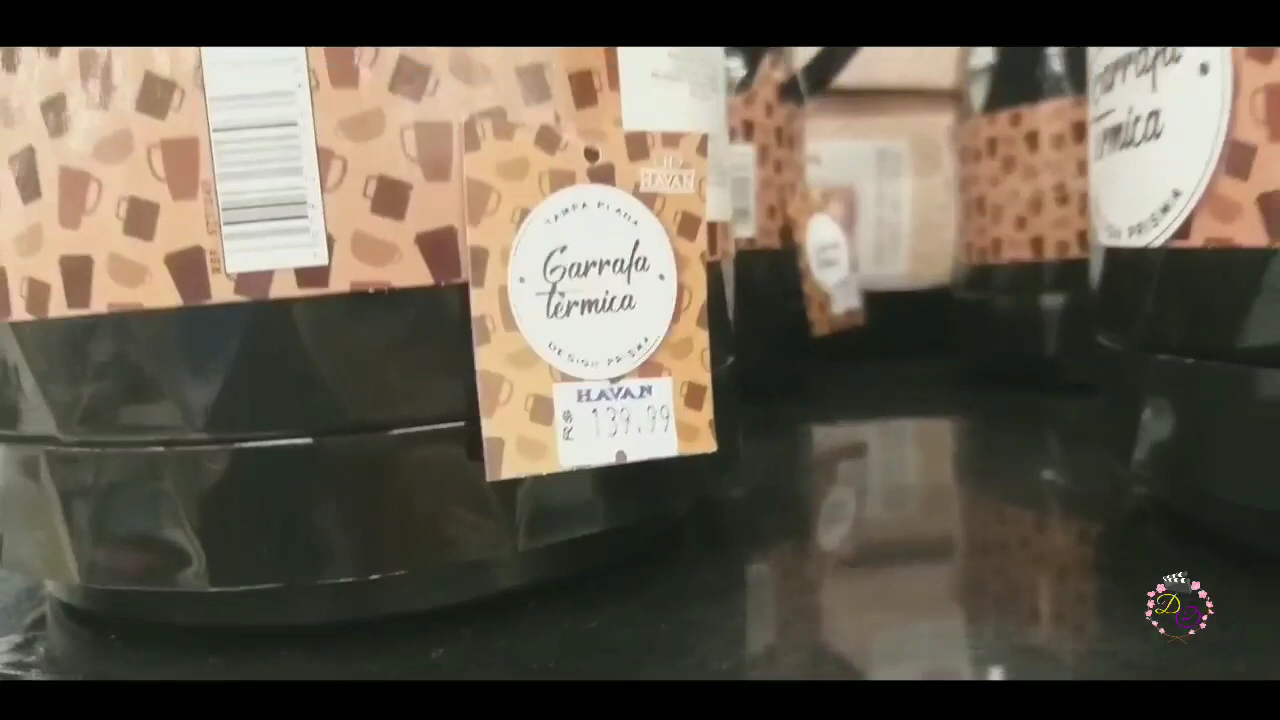 HAVAN
TAMPA PLANA
Garrafa
térmica
DESIGN PRISMA
HAVAN
R$ 139.99
Garrafa
térmica
PRISMA